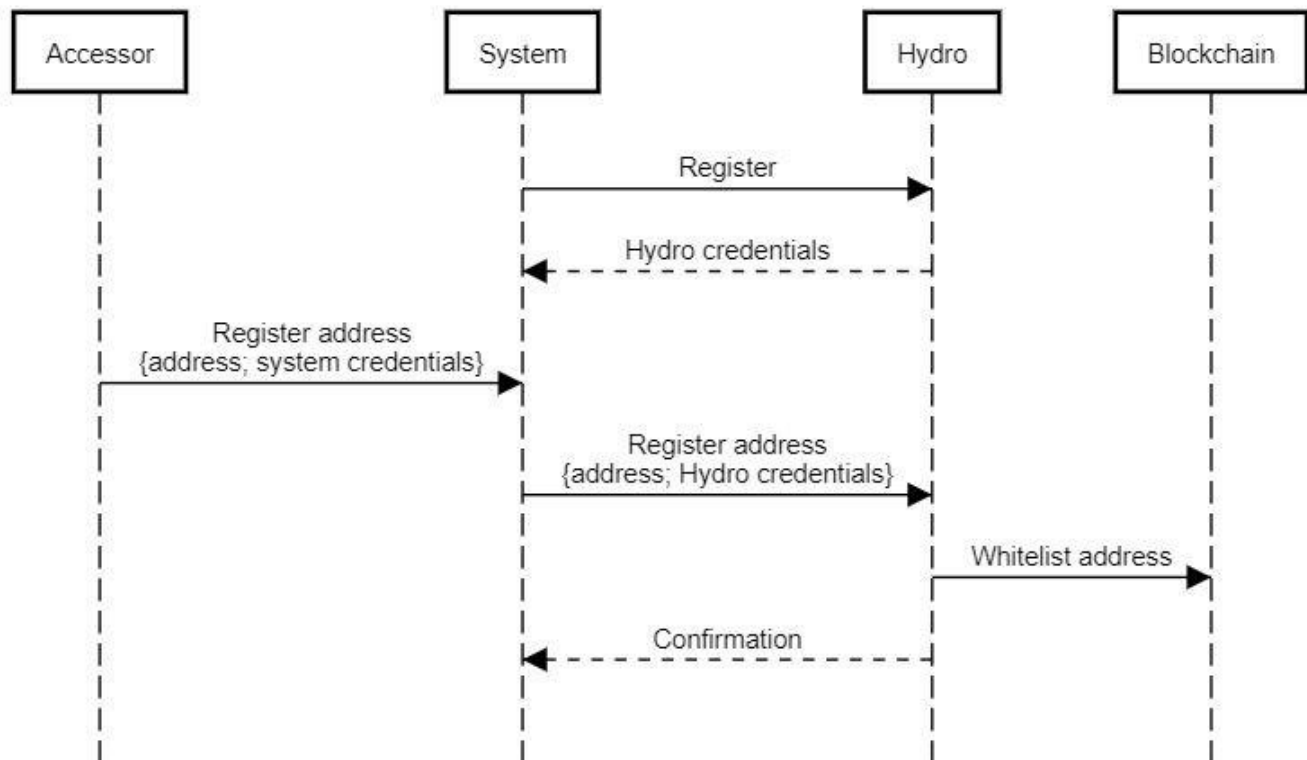 Accessor
System
Hydro
Blockchain
Register
Hydro credentials
Register address
{address; system credentials}
Register address
{address; Hydro credentials}
Whitelist address
Confirmation